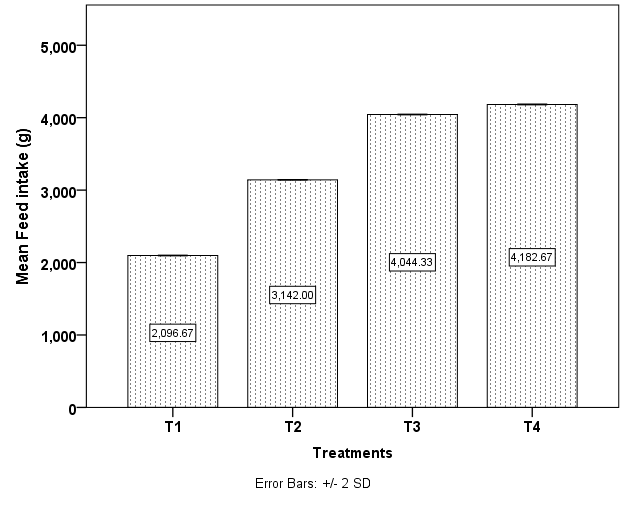 Mean Feed intake (g)
5,000
4,000
3,000
2,000
1,000
0
2,096.67
3,142.00
4,044.33
4,182.67
T1 T2 T3 T4
Treatments
Error Bars: +/- 2 SD